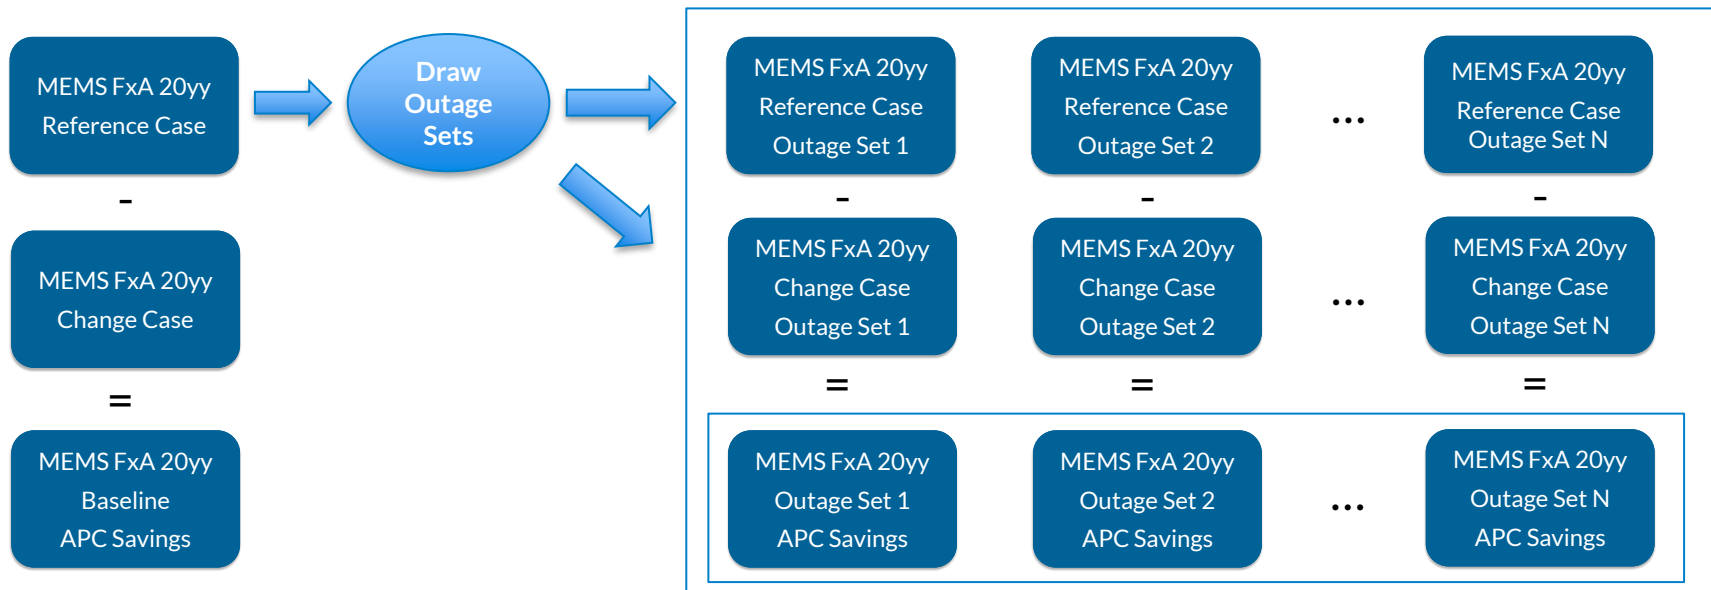 MEMS FxA 20yy
Reference Case
-
MEMS FxA 20yy
Change Case
=
MEMS FxA 20yy
Baseline
APC Savings
Draw
Outage
Sets
MEMS FxA 20yy
Reference Case
Outage Set 1
-
MEMS FxA 20yy
Change Case
Outage Set 1
=
MEMS FxA 20yy
Outage Set 1
APC Savings
MEMS FxA 20yy
Reference Case
Outage Set 2
-
MEMS FxA 20yy
Change Case
Outage Set 2
=
MEMS FxA 20yy
Outage Set 2
APC Savings
...
...
...
MEMS FxA 20yy
Reference Case
Outage Set N
-
MEMS FxA 20yy
Change Case
Outage Set N
=
MEMS FxA 20yy
Outage Set N
APC Savings